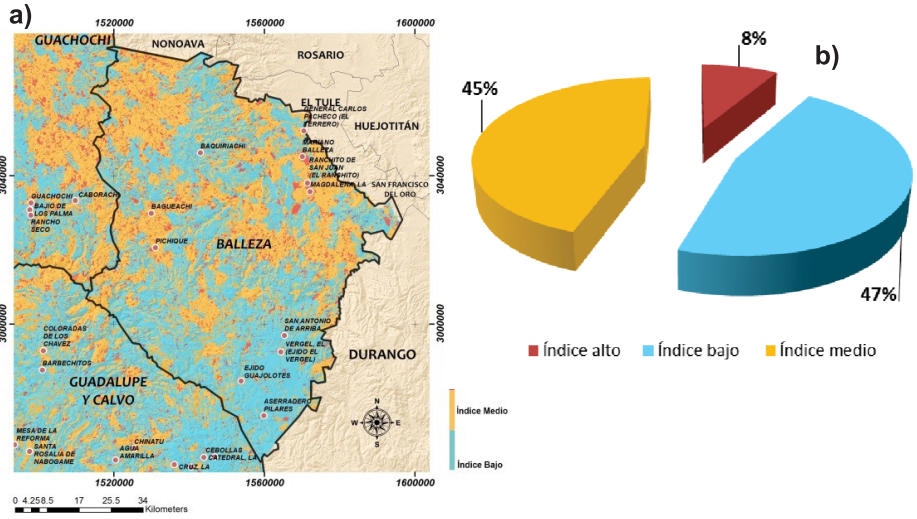 a)
1520000
1560000
1600000
GUACHOCHI
NONOAVA
ROSARIO
EL TULE
GENERAL CARLOS
PACHECO (EL
TERRERO)
HUEJOTITÁN
MARIANO
BALLEZA
BAQUIRIACHI
RANCHITO DE
SAN JUAN
(EL RANCHITO)
MAGDALENA, LA
SAN FRANCISCO
DEL ORO
3040000
3040000
GUACHOCHI
CABORACHI
BAJIO DE
LOS PALMA
RANCHO
SECO
BAGUEACHI
PICHIQUE
BALLEZA
3000000
3000000
COLORADAS
DE LOS
CHAVEZ
SAN ANTONIO
DE ARRIBA
VERGEL, EL
(EJIDO EL
VERGEL)
DURANGO
BARBECHITOS
EJIDO
GUAJOLOTES
GUADALUPE
Y CALVO
ASERRADERO
PILARES
N
W
E
S
MESA DE LA
REFORMA
SANTA
ROSALIA DE
NABOGAME
CHINATU
AGUA
AMARILLA
CEBOLLAS
CATEDRAL, LA
CRUZ, LA
1520000
1560000
1600000
0 4.25 8.5 17 25.5 34
Kilometers
Índice Medio
Índice Bajo
b)
8%
45%
47%
Índice alto
Índice bajo
Índice medio